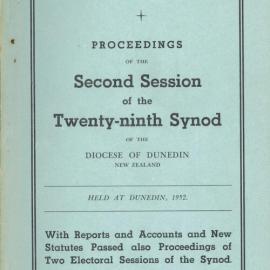 PROCEEDINGS
OF THE
Second Session
of the
Twenty-ninth Synod
OF THE
DIOCESE OF DUNEDIN
NEW ZEALAND
HELD AT DUNEDIN, 1952.
With Reports and Accounts and New
Statutes Passed also Proceedings of
Two Electoral Sessions of the Synod.